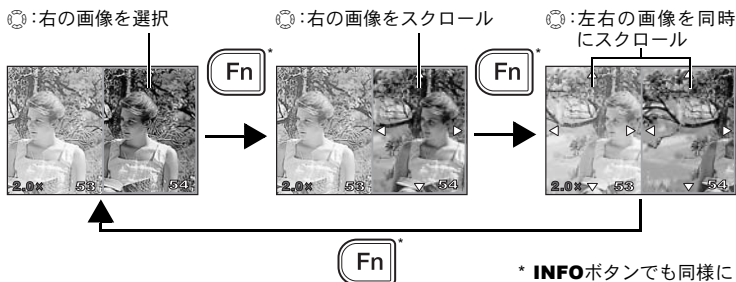 :右の画像を選択
:右の画像をスクロール
:左右の画像を同時
にスクロール
Fn*
Fn*
2.0× 53 54
2.0× 53 54
2.0× 53 54
Fn*
* INFOボタンでも同様に